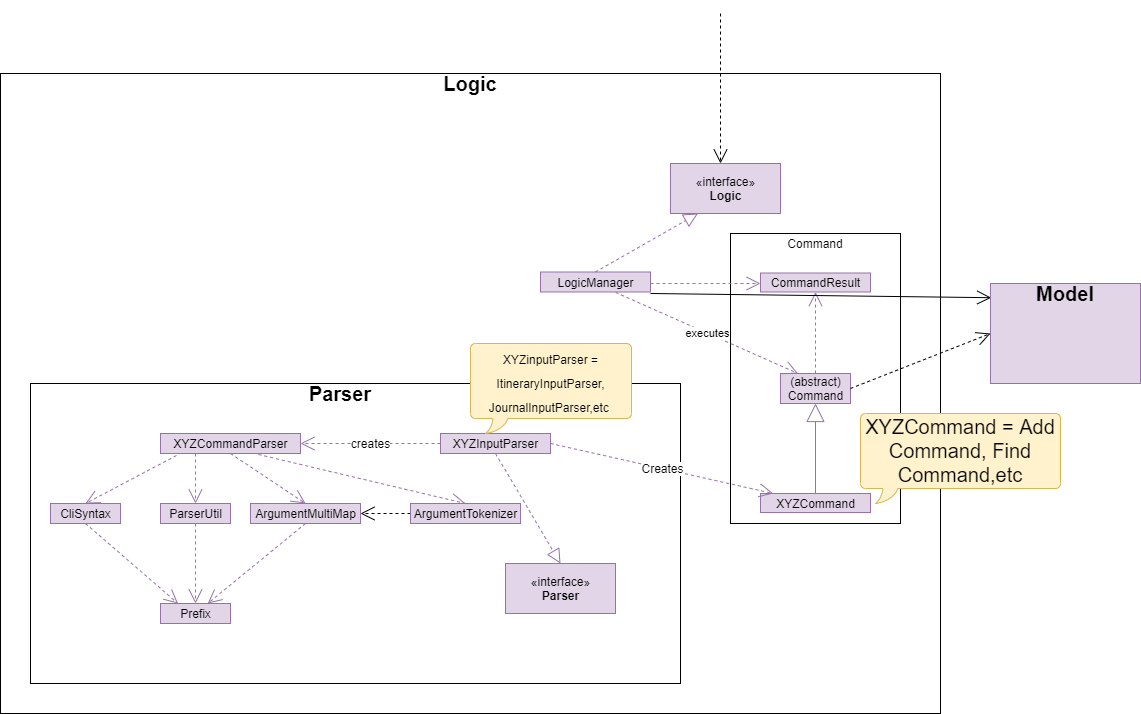 Logic
«interface»
Logic
Command
LogicManager
CommandResult
Model
executes
XYZinputParser =
ItineraryInputParser,
JournalInputParser,etc
(abstract)
Command
Parser
XYZCommand = Add
Command, Find
Command,etc
XYZCommandParser
creates
XYZInputParser
Creates
XYZCommand
CliSyntax
ParserUtil
ArgumentMultiMap
ArgumentTokenizer
«interface»
Parser
Prefix